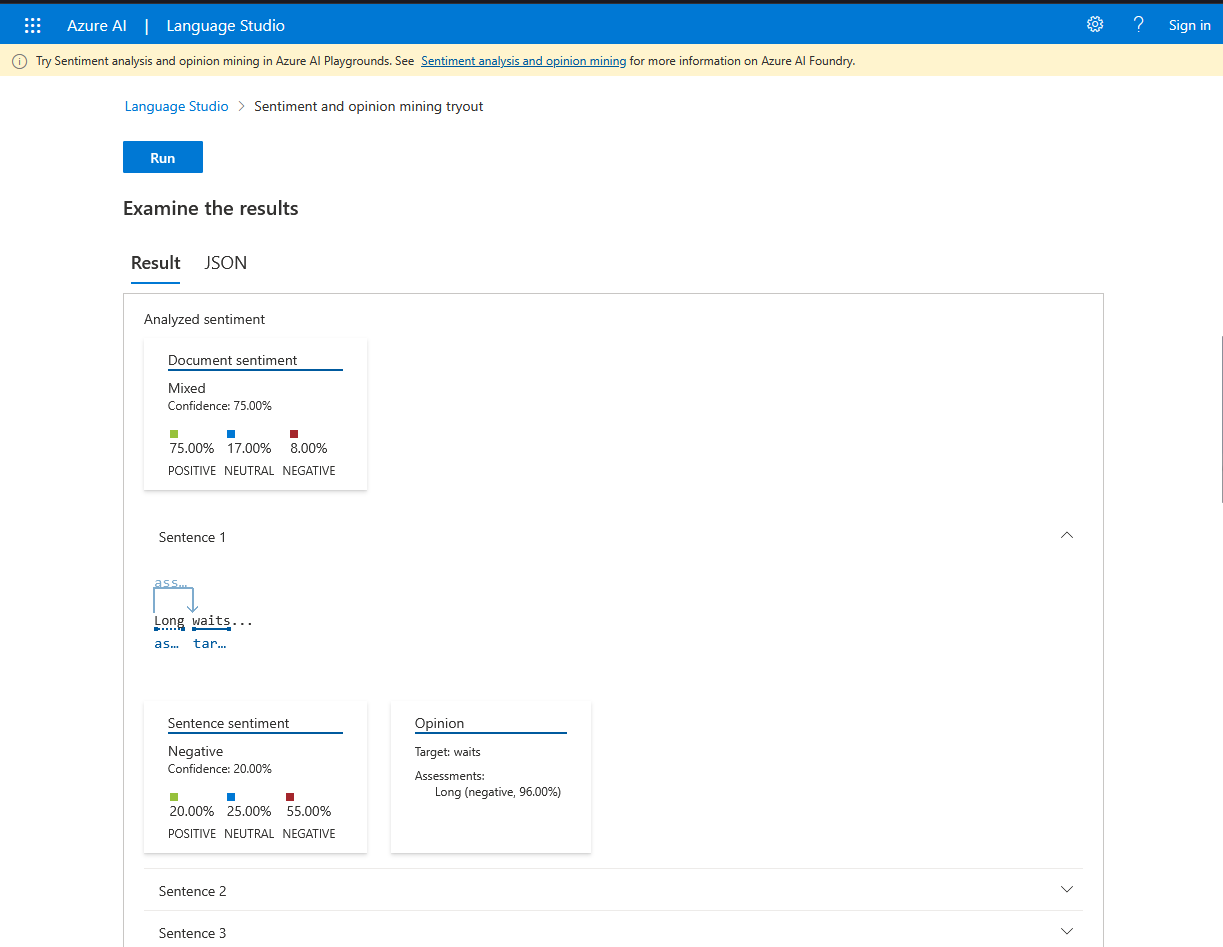 Azure AI | Language Studio ? Sign in
Try Sentiment analysis and opinion mining in Azure AI Playgrounds. See Sentiment analysis and opinion mining for more information on Azure AI Foundry.
Language Studio > Sentiment and opinion mining tryout
Run
Examine the results
Result JSON
Analyzed sentiment
Document sentiment
Mixed
Confidence: 75.00%
75.00% 17.00% 8.00%
POSITIVE NEUTRAL NEGATIVE
Sentence 1
ass...
Long waits...
as... tar...
Sentence sentiment
Negative
Confidence: 20.00%
20.00% 25.00% 55.00%
POSITIVE NEUTRAL NEGATIVE
Opinion
Target: waits
Assessments:
Long (negative, 96.00%)
Sentence 2
Sentence 3